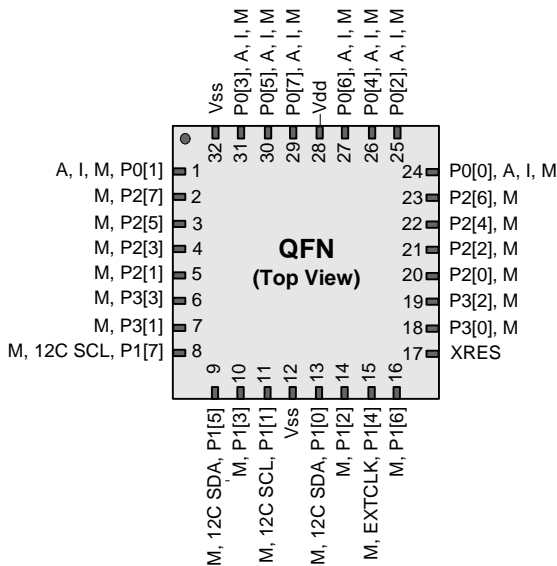 Vss
P0[3], A, I, M
P0[5], A, I, M
P0[7], A, I, M
Vdd
P0[6], A, I, M
P0[4], A, I, M
P0[2], A, I, M
32
31
30
29
28
27
26
25
A, I, M, P0[1] 1
M, P2[7] 2
M, P2[5] 3
M, P2[3] 4
M, P2[1] 5
M, P3[3] 6
M, P3[1] 7
M, 12C SCL, P1[7] 8
QFN
(Top View)
24 P0[0], A, I, M
23 P2[6], M
22 P2[4], M
21 P2[2], M
20 P2[0], M
19 P3[2], M
18 P3[0], M
17 XRES
9
10
11
12
13
14
15
16
M, 12C SDA, P1[5]
M, P1[3]
M, 12C SCL, P1[1]
Vss
M, 12C SDA, P1[0]
M, P1[2]
M, EXTCLK, P1[4]
M, P1[6]